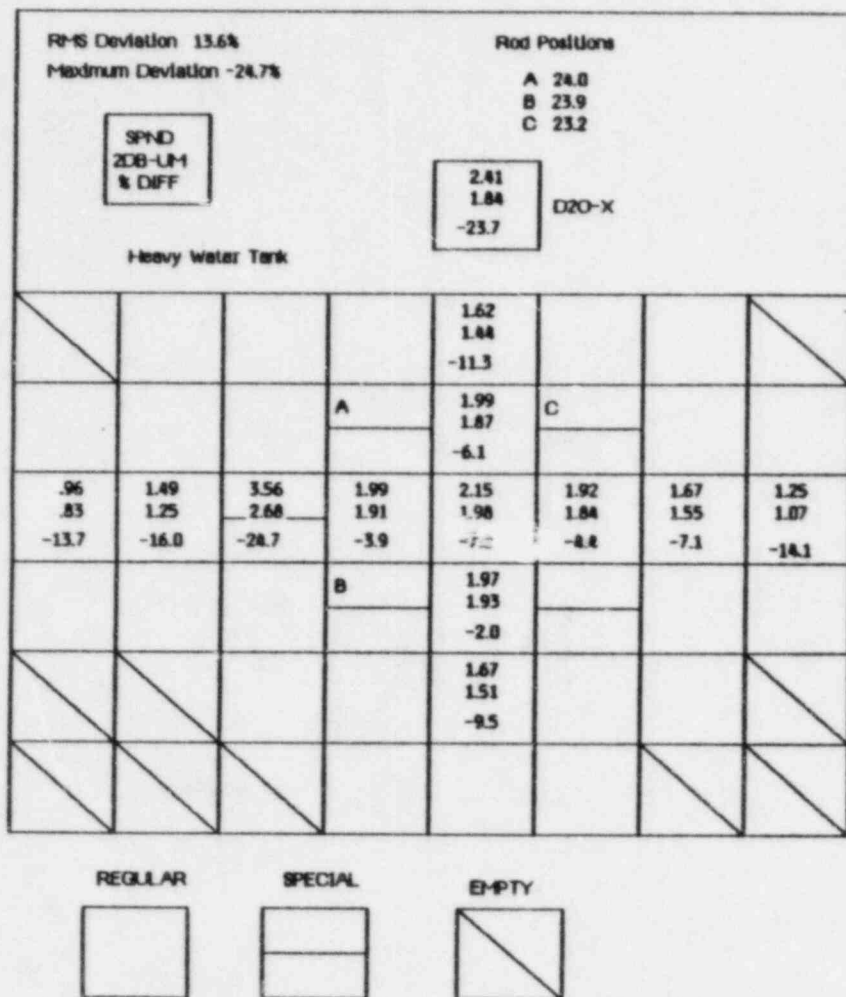 RMS Deviation 13.6%
Maximum Deviation -24.7%
Rod Positions
A 24.0
B 23.9
C 23.2
SPND
2DB-UM
% DIFF
2.41
1.84
-23.7
D2O-X
Heavy Water Tank
1.62
1.44
-11.3
A
1.99
1.87
-6.1
C
.96 1.49 3.56 1.99 2.15 1.92 1.67 1.25
.83 1.25 2.68 1.91 1.98 1.84 1.55 1.07
-13.7 -16.0 -24.7 -3.9 -7.1 -14.1
B
1.97
1.93
-2.0
1.67
1.51
-9.5
REGULAR SPECIAL EMPTY